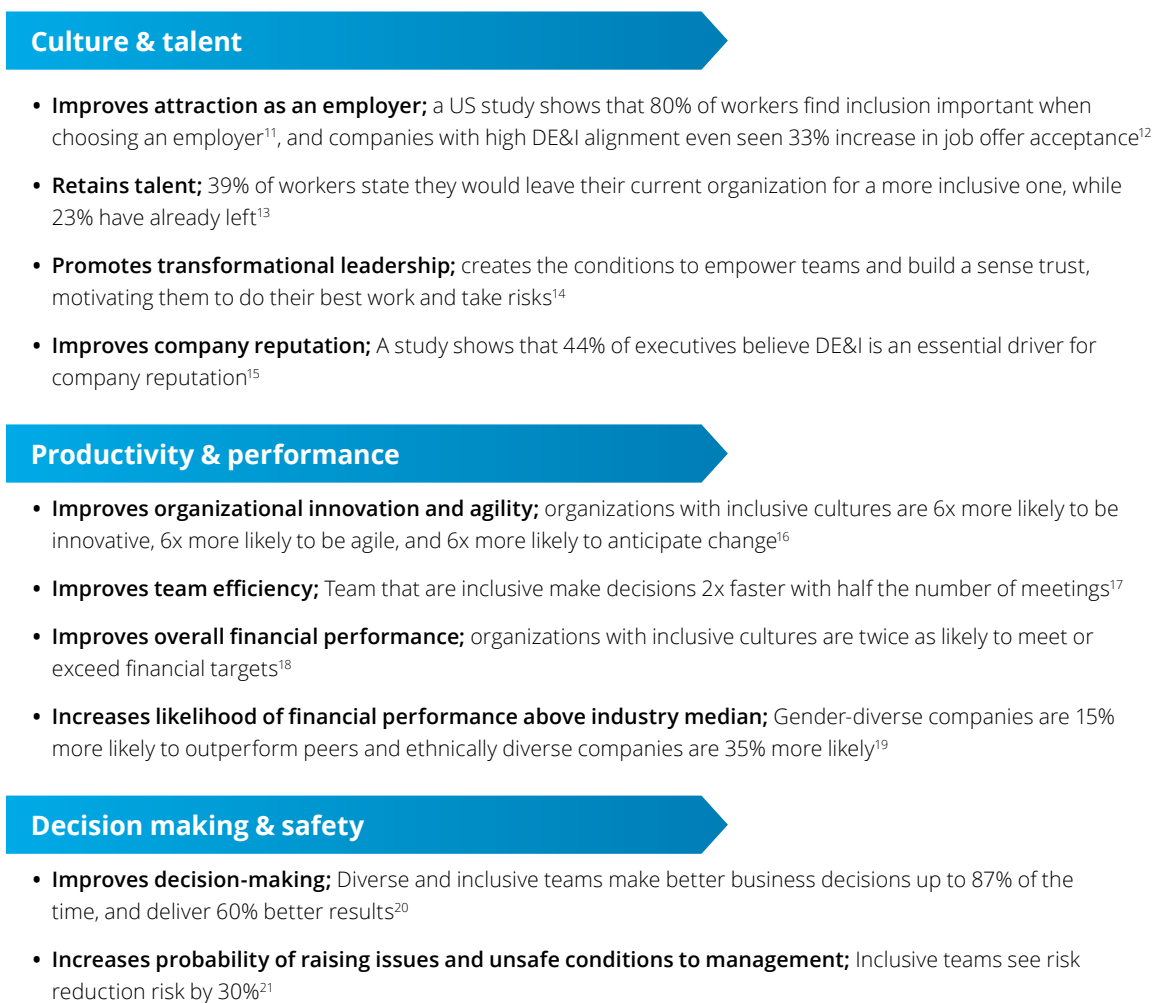 Culture & talent
• Improves attraction as an employer; a US study shows that 80% of workers find inclusion important when
choosing an employer11, and companies with high DE&I alignment even seen 33% increase in job offer acceptance12
• Retains talent; 39% of workers state they would leave their current organization for a more inclusive one, while
23% have already left13
• Promotes transformational leadership; creates the conditions to empower teams and build a sense trust,
motivating them to do their best work and take risks14
• Improves company reputation; A study shows that 44% of executives believe DE&I is an essential driver for
company reputation15
Productivity & performance
• Improves organizational innovation and agility; organizations with inclusive cultures are 6x more likely to be
innovative, 6x more likely to be agile, and 6x more likely to anticipate change16
• Improves team efficiency; Team that are inclusive make decisions 2x faster with half the number of meetings17
• Improves overall financial performance; organizations with inclusive cultures are twice as likely to meet or
exceed financial targets18
• Increases likelihood of financial performance above industry median; Gender-diverse companies are 15%
more likely to outperform peers and ethnically diverse companies are 35% more likely19
Decision making & safety
• Improves decision-making; Diverse and inclusive teams make better business decisions up to 87% of the
time, and deliver 60% better results20
• Increases probability of raising issues and unsafe conditions to management; Inclusive teams see risk
reduction risk by 30%21